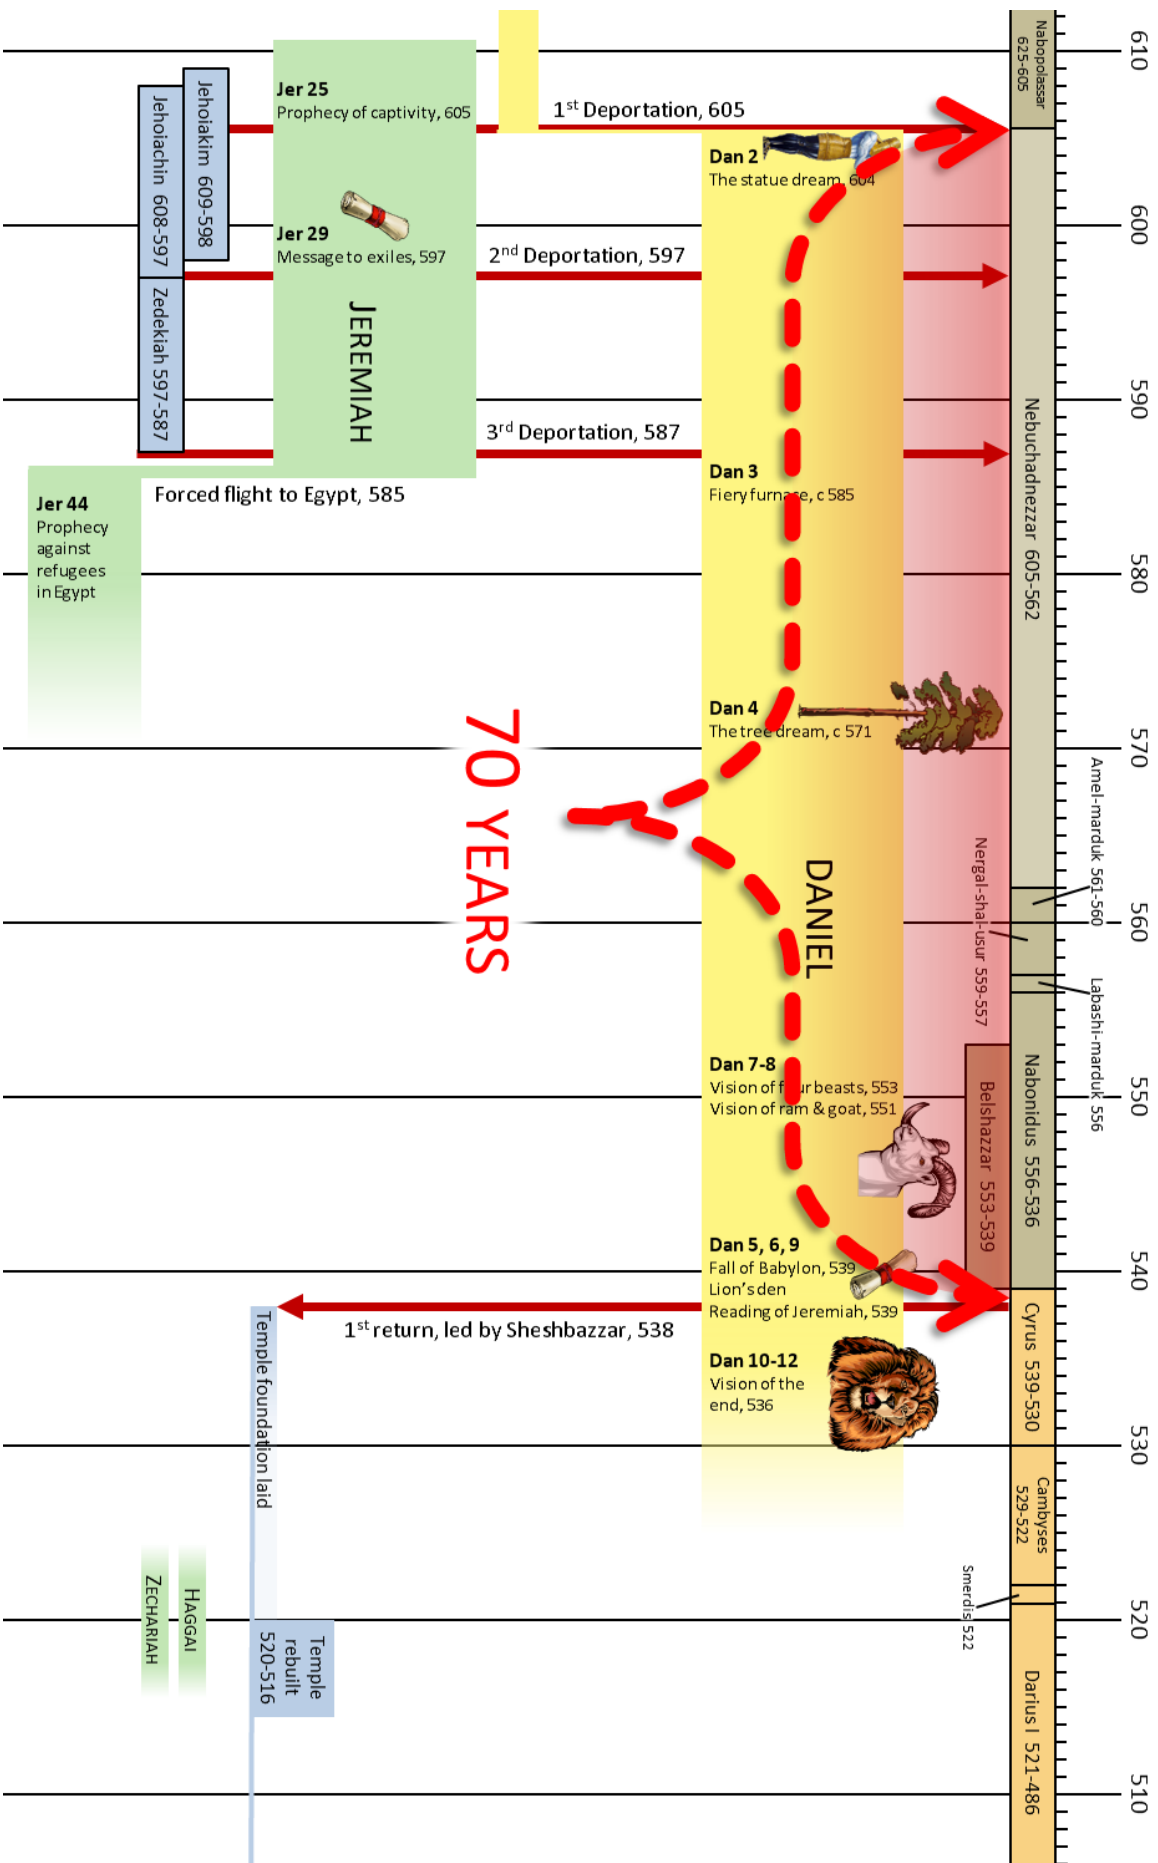 610
600
590
580
570
560
550
540
530
520
510
Nabopolassar
625-605
Nebuchadnezzar 605-562
Amel-marduk 561-560
Nergal-shal-usur 559-557
Labashi-marduk 556
Nabonidus 556-536
Belshazzar 553-539
Cyrus 539-530
Cambyses
529-522
Smerdis 522
Darius I 521-486
Jehoiakim 609-598
Jehoiachin 608-597
Zedekiah 597-587
Jer 25
Prophecy of captivity, 605
Jer 29
Message to exiles, 597
JEREMIAH
1st Deportation, 605
2nd Deportation, 597
3rd Deportation, 587
Forced flight to Egypt, 585
Jer 44
Prophecy
against
refugees
in Egypt
Dan 2
The statue dream, 604
Dan 3
Fiery furnace, c 585
Dan 4
The tree dream, c 571
70 YEARS
DANIEL
Dan 7-8
Vision of four beasts, 553
Vision of ram & goat, 551
Dan 5, 6, 9
Fall of Babylon, 539
Lion's den
Reading of Jeremiah, 539
1st return, led by Sheshbazzar, 538
Dan 10-12
Vision of the
end, 536
Temple foundation laid
Temple
rebuilt
520-516
HAGGAI
ZECHARIAH